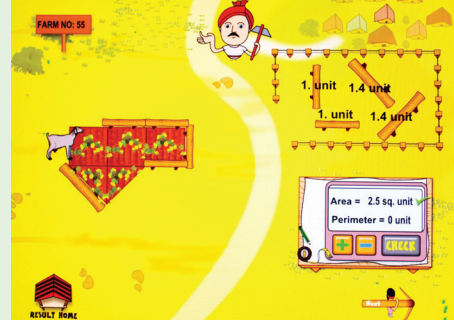 FARM NO: 55
1. unit
1.4 unit
1. unit
1.4 unit
Area = 2.5 sq. unit
Perimeter = 0 unit
+ − CHECK
RESULT HOME
Next